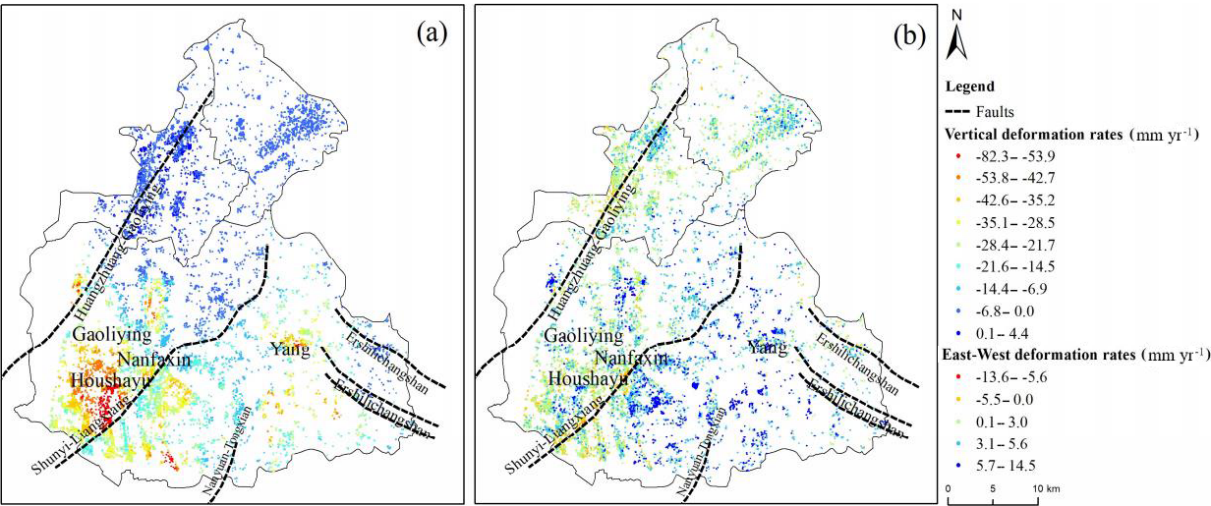 (a)
Huangzhuang-Gaoliying
Gaoliying
Nanfaxin
Houshayu
Yang
Ershilichangshan
Ershilichangshan
Shunyi-Liangxiang
Nanyuan-Tongxian
(b)
Huangzhuang-Gaoliying
Gaoliying
Nanfaxin
Houshayu
Yang
Ershilichangshan
Ershilichangshan
Shunyi-Liangxiang
Nanyuan-Tongxian
N
Legend
Faults
Vertical deformation rates (mm yr-1)
-82.3– -53.9
-53.8– -42.7
-42.6– -35.2
-35.1– -28.5
-28.4– -21.7
-21.6– -14.5
-14.4– -6.9
-6.8– 0.0
0.1– 4.4
East-West deformation rates (mm yr-1)
-13.6– -5.6
-5.5– 0.0
0.1– 3.0
3.1– 5.6
5.7– 14.5
0 5 10 km